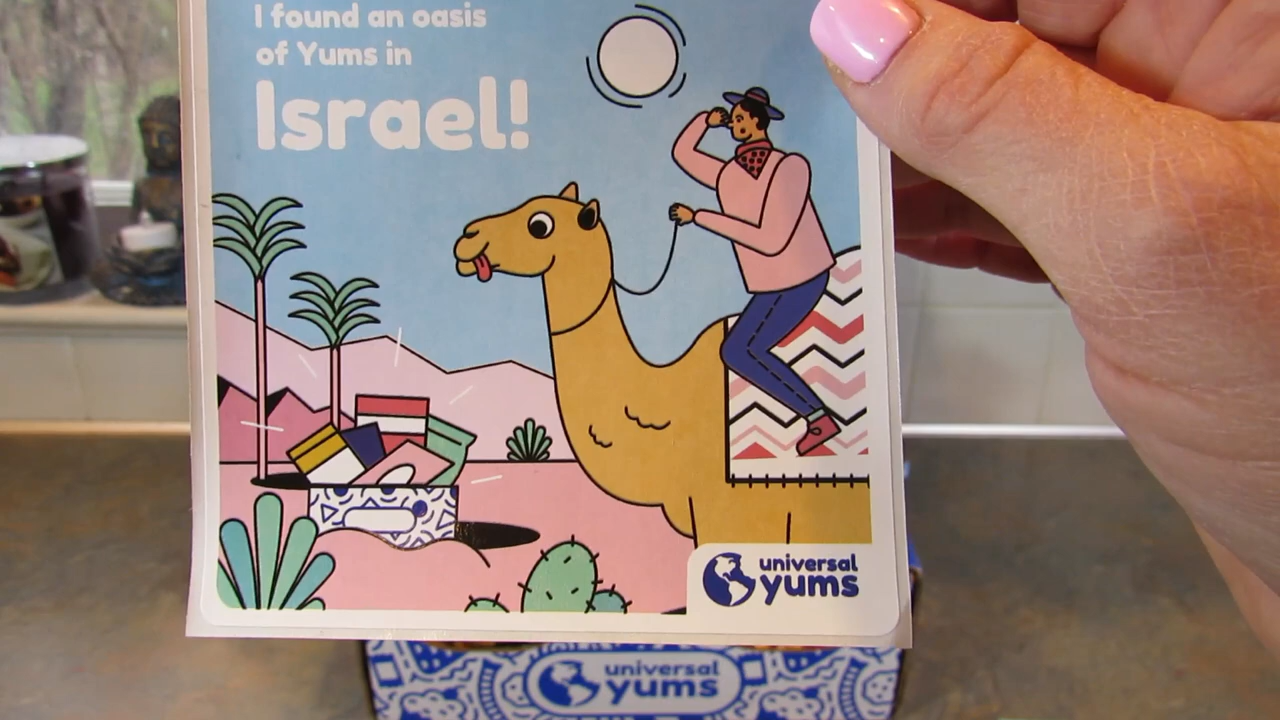 I found an oasis
of Yums in
Israel!
universal
yums
universal
yums